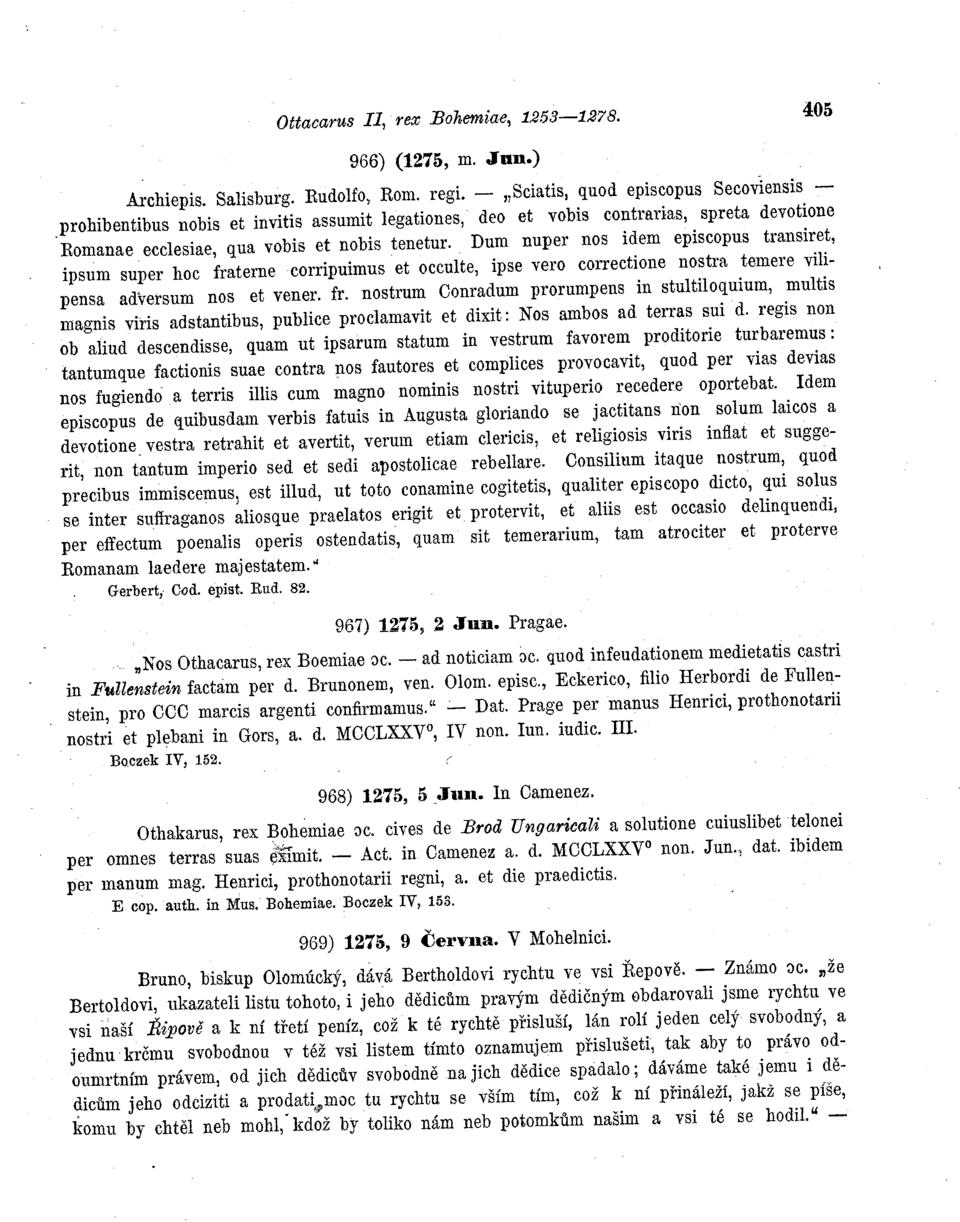 Ottacarus II, rex Bohemiae, 1253—1278. 405
966) (1275, m. Jun.)
Archiepis. Salisburg. Rudolfo, Rom. regi. — „Sciatis, quod episcopus Secoviensis —
prohibentibus nobis et invitis assumit legationes, deo et vobis contrarias, spreta devotione
Romanae ecclesiae, qua vobis et nobis tenetur. Dum nuper nos idem episcopus transiret,
ipsum super hoc fraterne corripuimus et occulte, ipse vero correctione nostra temere vili-
pensa adversum nos et vener. fr. nostrum Conradum prorumpens in stultiloquium, multis
magnis viris adstantibus, publice proclamavit et dixit: Nos ambos ad terras sui d. regis non
ob aliud descendisse, quam ut ipsarum statum in vestrum favorem proditorie turbaremus:
tantumque factionis suae contra nos fautores et complices provocavit, quod per vias devias
nos fugiendo a terris illis cum magno nominis nostri vituperio recedere oportebat. Idem
episcopus de quibusdam verbis fatuis in Augusta gloriando se jactitans non solum laicos a
devotione vestra retrahit et avertit, verum etiam clericis, et religiosis viris inflat et sugge-
rit, non tantum imperio sed et sedi apostolicae rebellare. Consilium itaque nostrum, quod
precibus immiscemus, est illud, ut toto conamine cogitetis, qualiter episcopo dicto, qui solus
se inter suffraganos aliosque praelatos erigit et protervit, et aliis est occasio delinquendi,
per effectum poenalis operis ostendatis, quam sit temerarium, tam atrociter et proterve
Romanam laedere majestatem.“
Gerbert, Cod. epist. Rud. 82.
967) 1275, 2 Jun. Pragae.
„Nos Othacarus, rex Boemiae ɔc. — ad noticiam ɔc. quod infeudationem medietatis castri
in Fullenstein factam per d. Brunonem, ven. Olom. episc., Eckerico, filio Herbordi de Fullen-
stein, pro CCC marcis argenti confirmamus.“ — Dat. Prage per manus Henrici, prothonotarii
nostri et plebani in Gors, a. d. MCCLXXV⁰, IV non. Iun. iudic. III.
Boczek IV, 152.
968) 1275, 5 Jun. In Camenez.
Othakarus, rex Bohemiae ɔc. cives de Brod Ungaricali a solutione cuiuslibet telonei
per omnes terras suas eximit. — Act. in Camenez a. d. MCCLXXV⁰ non. Jun., dat. ibidem
per manum mag. Henrici, prothonotarii regni, a. et die praedictis.
E cop. auth. in Mus. Bohemiae. Boczek IV, 153.
969) 1275, 9 Června. V Mohelnici.
Bruno, biskup Olomúcký, dává Bertholdovi rychtu ve vsi Řepově. — Známo ɔc. „že
Bertoldovi, ukazateli listu tohoto, i jeho dědicům pravým dědičným obdarovali jsme rychtu ve
vsi naší Řipově a k ní třetí peníz, což k té rychtě přisluší, lán rolí jeden celý svobodný, a
jednu krčmu svobodnou v též vsi listem tímto oznamujem přislušeti, tak aby to právo od-
oumrtním právem, od jich dědicův svobodně na jich dědice spadalo; dáváme také jemu i dě-
dicům jeho odciziti a prodati moc tu rychtu se vším tím, což k ní přináleží, jakž se píše,
komu by chtěl neb mohl, kdož by toliko nám neb potomkům našim a vsi té se hodil.“ —